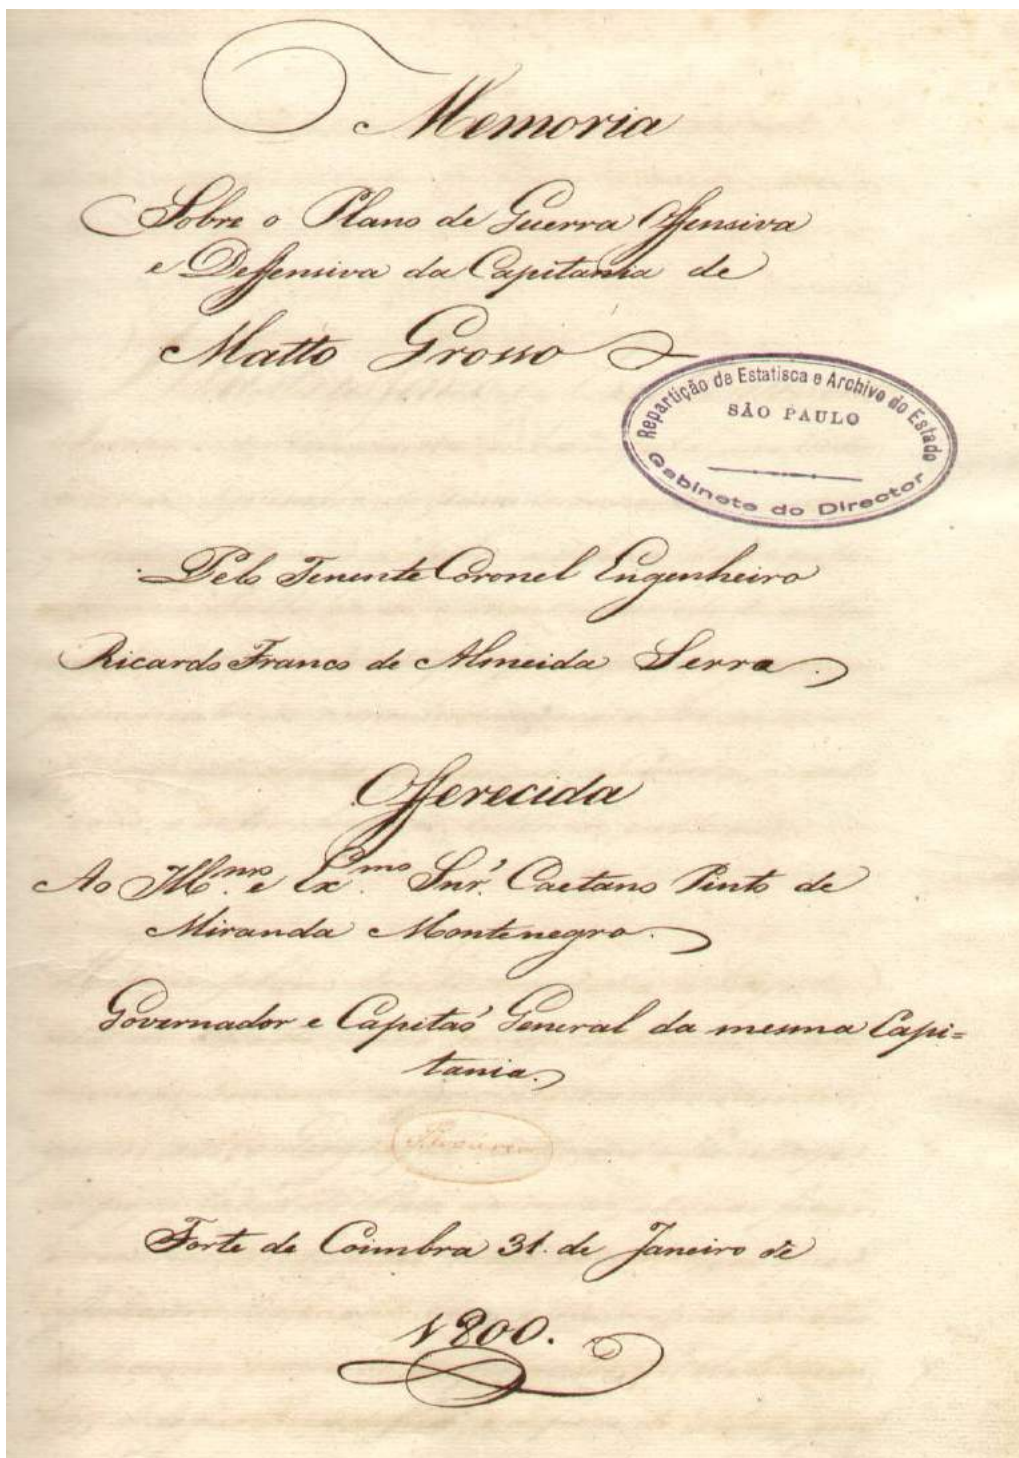 Memoria
Sobre o Plano de Guerra Offensiva
e Deffensiva da Capitania de
Matto Grosso
Repartição de Estatisca e Archivo do Estado
SÃO PAULO
Gabinete do Director
Pelo Tenente Coronel Engenheiro
Ricardo Franco de Almeida Serra.
Offerecida
Ao Ill.mo e Ex.mo Snr. Caetano Pinto de
Miranda Montenegro.
Governador e Capitaó General da mesma Capi=
tania.
Forte de Coimbra 31. de Janeiro de
1800.